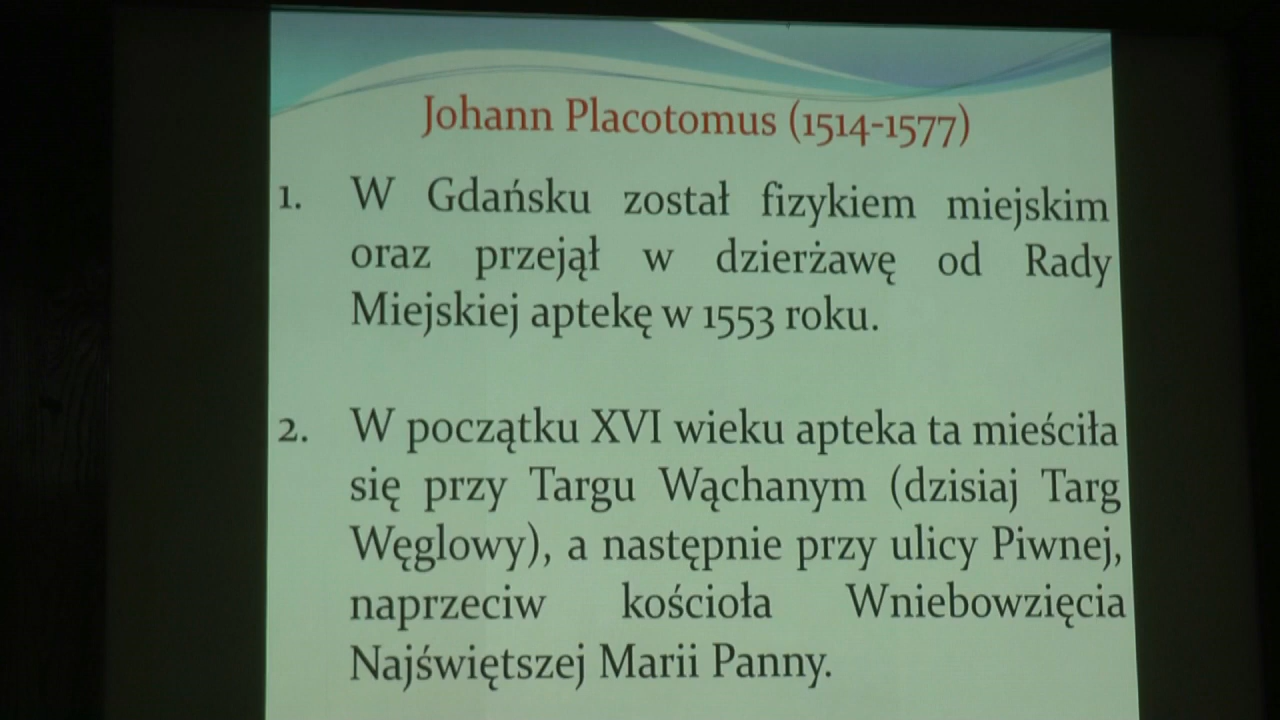 Johann Placotomus (1514-1577)
1. W Gdańsku został fizykiem miejskim
oraz przejął w dzierżawę od Rady
Miejskiej aptekę w 1553 roku.
2. W początku XVI wieku apteka ta mieściła
się przy Targu Wąchanym (dzisiaj Targ
Węglowy), a następnie przy ulicy Piwnej,
naprzeciw kościoła Wniebowzięcia
Najświętszej Marii Panny.